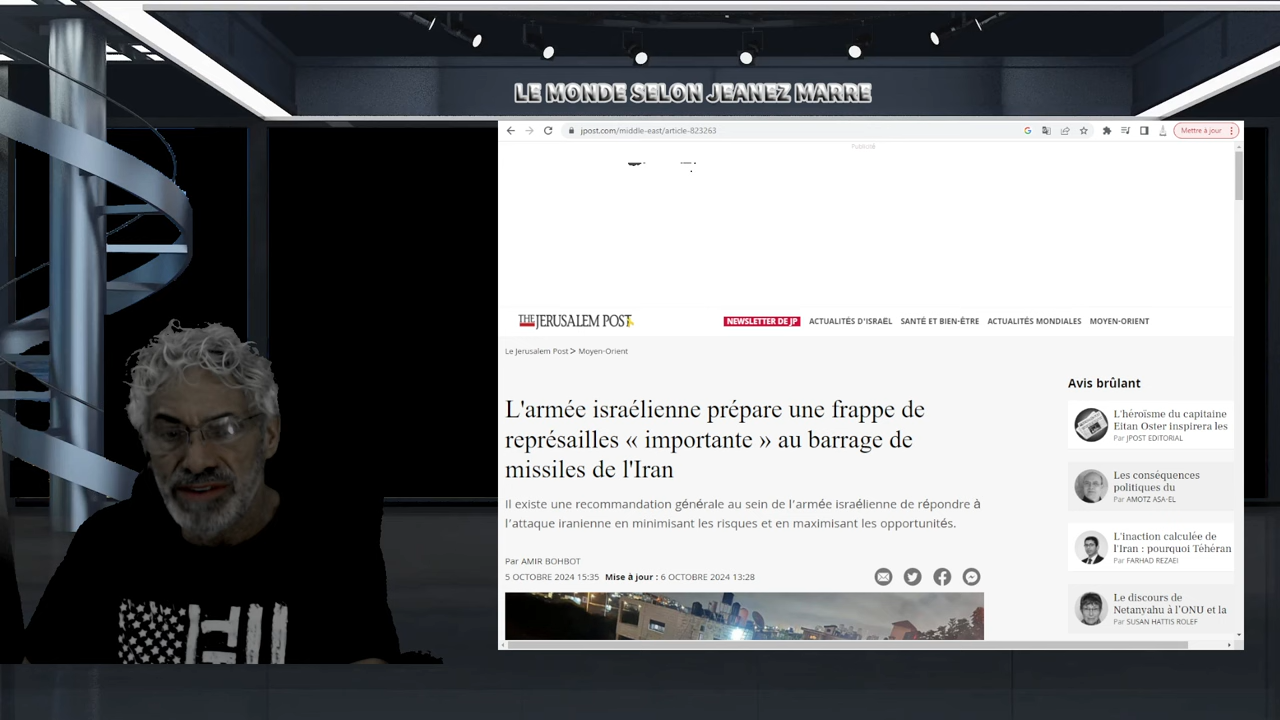 LE MONDE SELON JEANEZ MARRE
jpost.com/middle-east/article-823263
Mettre à jour
Publicité
THE JERUSALEM POST
NEWSLETTER DE JP ACTUALITÉS D'ISRAËL SANTÉ ET BIEN-ÊTRE ACTUALITÉS MONDIALES MOYEN-ORIENT
Le Jerusalem Post > Moyen-Orient
L'armée israélienne prépare une frappe de
représailles « importante » au barrage de
missiles de l'Iran
Il existe une recommandation générale au sein de l'armée israélienne de répondre à
l'attaque iranienne en minimisant les risques et en maximisant les opportunités.
Par AMIR BOHBOT
5 OCTOBRE 2024 15:35 Mise à jour : 6 OCTOBRE 2024 13:28
Avis brûlant
L'héroïsme du capitaine
Eitan Oster inspirera les
Par JPOST EDITORIAL
Les conséquences
politiques du
Par AMOTZ ASA-EL
L'inaction calculée de
l'Iran : pourquoi Téhéran
Par FARHAD REZAEI
Le discours de
Netanyahu à l'ONU et la
Par SUSAN HATTIS ROLEF